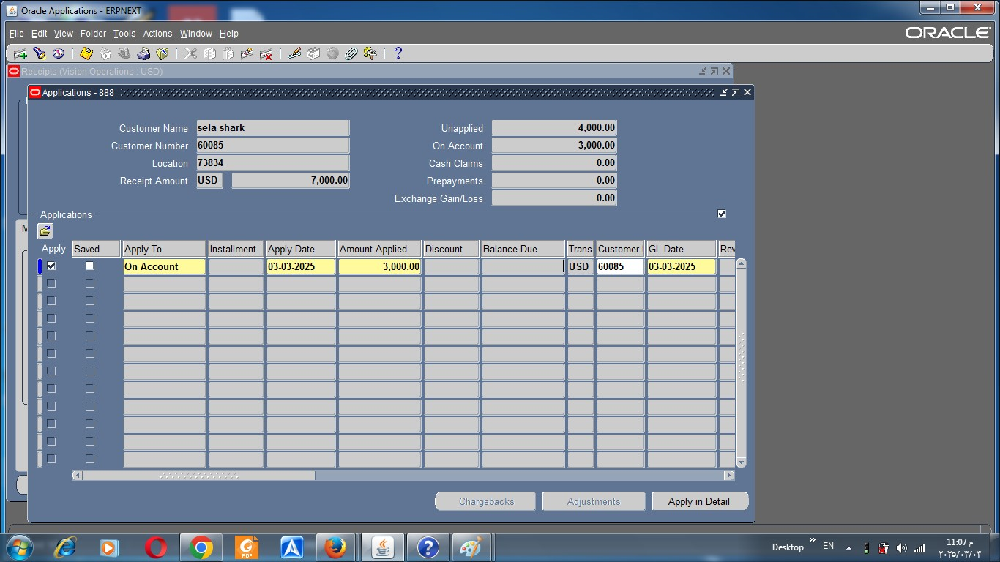 Oracle Applications - ERPNEXT
File Edit View Folder Tools Actions Window Help
ORACLE
Receipts (Vision Operations : USD)
Applications - 888
Customer Name sela shark
Unapplied 4,000.00
Customer Number 60085
On Account 3,000.00
Location 73834
Cash Claims 0.00
Receipt Amount USD 7,000.00
Prepayments 0.00
Exchange Gain/Loss 0.00
Applications
M
Apply Saved Apply To Installment Apply Date Amount Applied Discount Balance Due Trans Customer GL Date Rev
On Account 03-03-2025 3,000.00 USD 60085 03-03-2025
Chargebacks Adjustments Apply in Detail
PDF
Desktop » EN
11:07 م
٢٠٢٥/٠٣/٠٣